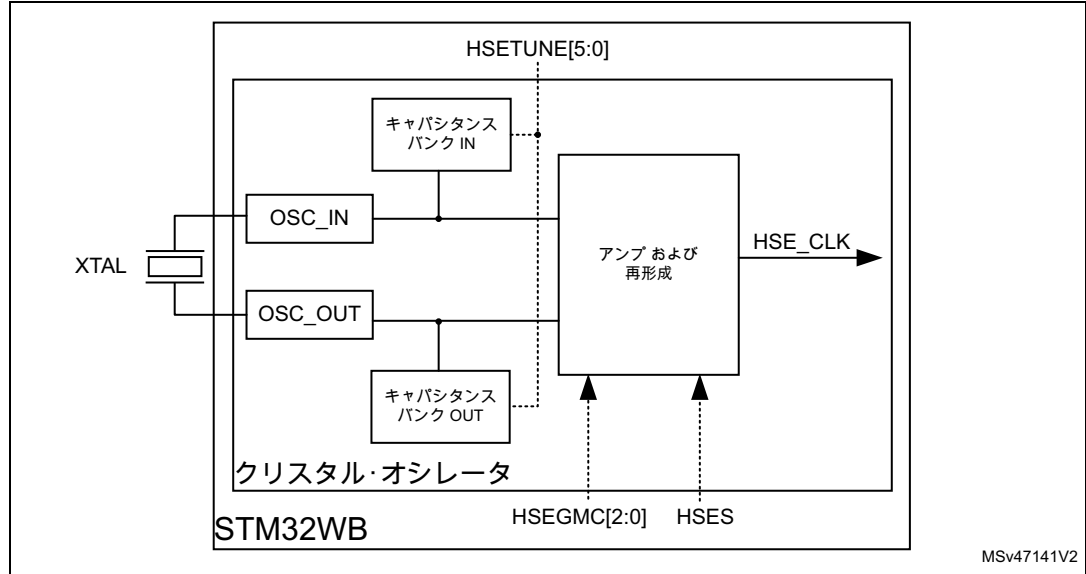 HSETUNE[5:0]
キャパシタンス
バンク IN
OSC_IN
XTAL
アンプ および
再形成
HSE_CLK
OSC_OUT
キャパシタンス
バンク OUT
クリスタル・オシレータ
HSEGMC[2:0]
HSES
STM32WB
MSv47141V2